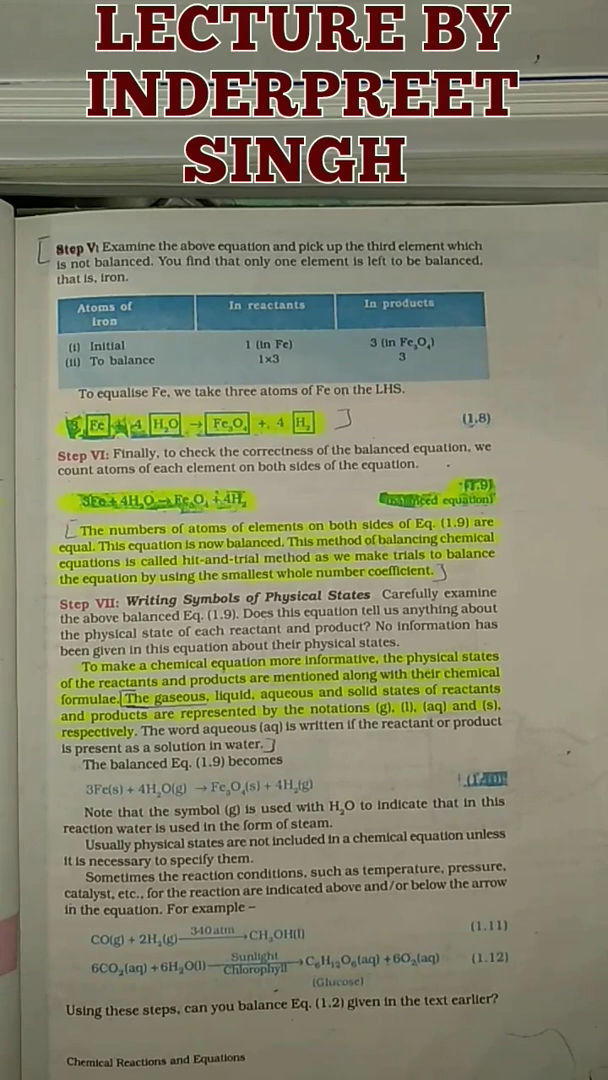 LECTURE BY
INDERPREET
SINGH
Step V: Examine the above equation and pick up the third element which
is not balanced. You find that only one element is left to be balanced,
that is, iron.
Atoms of iron | In reactants | In products
(i) Initial 1 (in Fe) 3 (in Fe₃O₄)
(ii) To balance 1×3 3
To equalise Fe, we take three atoms of Fe on the LHS.
3 Fe + 4 H₂O → Fe₃O₄ + 4 H₂ (1.8)
Step VI: Finally, to check the correctness of the balanced equation, we
count atoms of each element on both sides of the equation.
3Fe + 4H₂O → Fe₃O₄ + 4H₂ (1.9)
equation)
The numbers of atoms of elements on both sides of Eq. (1.9) are
equal. This equation is now balanced. This method of balancing chemical
equations is called hit-and-trial method as we make trials to balance
the equation by using the smallest whole number coefficient.
Step VII: Writing Symbols of Physical States Carefully examine
the above balanced Eq. (1.9). Does this equation tell us anything about
the physical state of each reactant and product? No information has
been given in this equation about their physical states.
To make a chemical equation more informative, the physical states
of the reactants and products are mentioned along with their chemical
formulae. The gaseous, liquid, aqueous and solid states of reactants
and products are represented by the notations (g), (l), (aq) and (s),
respectively. The word aqueous (aq) is written if the reactant or product
is present as a solution in water.
The balanced Eq. (1.9) becomes
3Fe(s) + 4H₂O(g) → Fe₃O₄(s) + 4H₂(g) (1.10)
Note that the symbol (g) is used with H₂O to indicate that in this
reaction water is used in the form of steam.
Usually physical states are not included in a chemical equation unless
it is necessary to specify them.
Sometimes the reaction conditions, such as temperature, pressure,
catalyst, etc., for the reaction are indicated above and/or below the arrow
in the equation. For example –
340 atm
CO(g) + 2H₂(g) → CH₃OH(l) (1.11)
Sunlight
6CO₂(aq) + 6H₂O(l) → C₆H₁₂O₆(aq) + 6O₂(aq) (1.12)
Chlorophyll
(Glucose)
Using these steps, can you balance Eq. (1.2) given in the text earlier?
Chemical Reactions and Equations